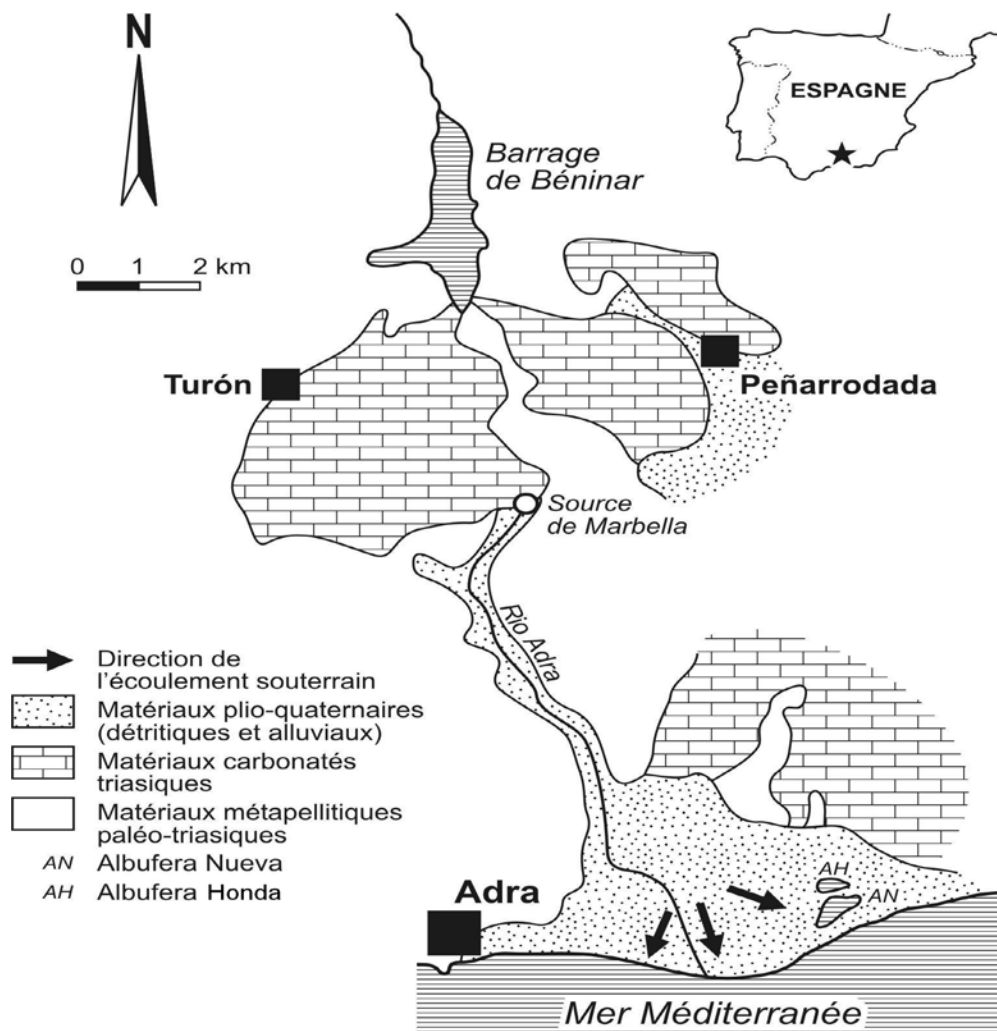 N
ESPAGNE
Barrage
de Béninar
0 1 2 km
Turón
Peñarrodada
Source
de Marbella
Rio Adra
Direction de
l'écoulement souterrain
Matériaux plio-quaternaires
(détritiques et alluviaux)
Matériaux carbonatés
triasiques
Matériaux métapellitiques
paléo-triasiques
AN Albufera Nueva
AH Albufera Honda
AH
AN
Adra
Mer Méditerranée